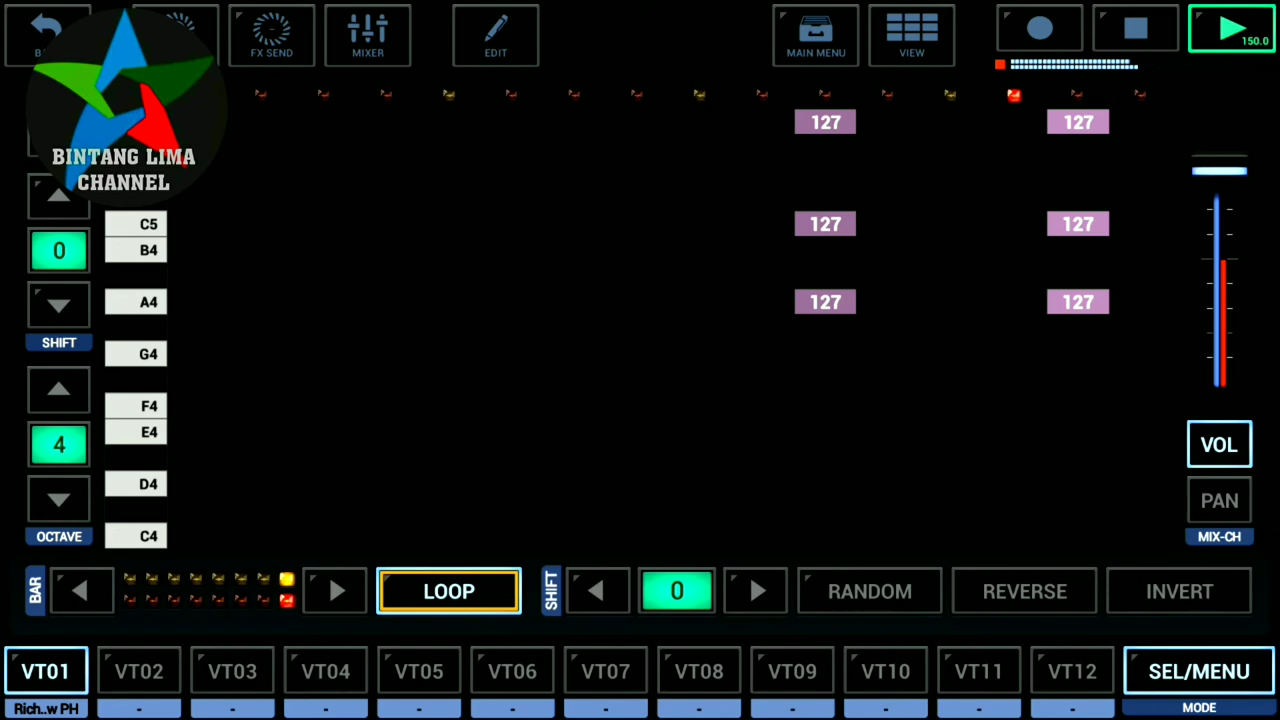 FX SEND
MIXER
EDIT
MAIN MENU
VIEW
150.0
BINTANG LIMA
CHANNEL
127
127
C5
127
127
B4
0
A4
127
127
SHIFT
G4
F4
E4
4
VOL
D4
PAN
OCTAVE
C4
MIX-CH
BAR
LOOP
SHIFT
0
RANDOM
REVERSE
INVERT
VT01
VT02
VT03
VT04
VT05
VT06
VT07
VT08
VT09
VT10
VT11
VT12
SEL/MENU
Rich..w PH
-
-
-
-
-
-
-
-
-
-
-
MODE